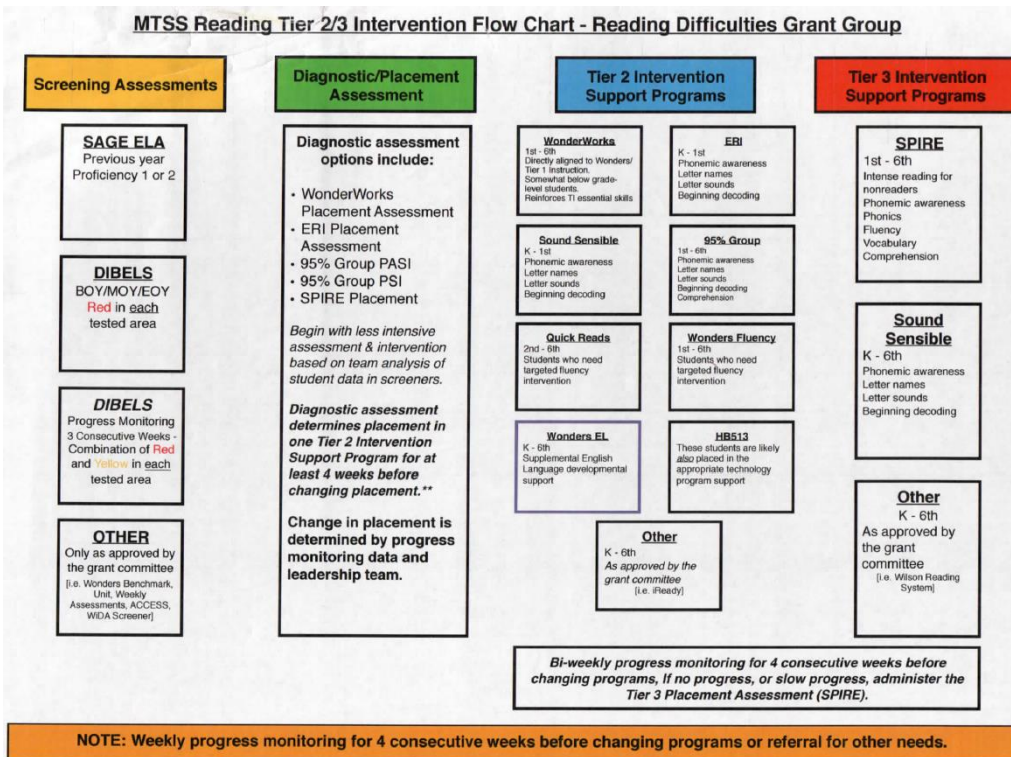 MTSS Reading Tier 2/3 Intervention Flow Chart - Reading Difficulties Grant Group
Screening Assessments
SAGE ELA
Previous year
Proficiency 1 or 2
DIBELS
BOY/MOY/EOY
Red in each
tested area
DIBELS
Progress Monitoring
3 Consecutive Weeks -
Combination of Red
and Yellow in each
tested area
OTHER
Only as approved by
the grant committee
[i.e. Wonders Benchmark,
Unit, Weekly
Assessments, ACCESS,
WiDA Screener]
Diagnostic/Placement
Assessment
Diagnostic assessment
options include:
• WonderWorks
Placement Assessment
• ERI Placement
Assessment
• 95% Group PASI
• 95% Group PSI
• SPIRE Placement
Begin with less intensive
assessment & intervention
based on team analysis of
student data in screeners.
Diagnostic assessment
determines placement in
one Tier 2 Intervention
Support Program for
at least 4 weeks before
changing placement.**
Change in placement is
determined by progress
monitoring data and
leadership team.
Tier 2 Intervention
Support Programs
WonderWorks
1st - 6th
Directly aligned to Wonders/
Tier 1 Instruction.
Somewhat below grade-
level students.
Reinforces TI essential skills
ERI
K - 1st
Phonemic awareness
Letter names
Letter sounds
Beginning decoding
Sound Sensible
K - 1st
Phonemic awareness
Letter names
Letter sounds
Beginning decoding
95% Group
1st - 6th
Phonemic awareness
Letter names
Letter sounds
Beginning decoding
Comprehension
Quick Reads
2nd - 6th
Students who need
targeted fluency
intervention
Wonders Fluency
1st - 6th
Students who need
targeted fluency
intervention
Wonders EL
K - 6th
Supplemental English
Language developmental
support
HB513
These students are likely
also placed in the
appropriate technology
program support
Other
K - 6th
As approved by the
grant committee
[i.e. iReady]
Tier 3 Intervention
Support Programs
SPIRE
1st - 6th
Intense reading for
nonreaders
Phonemic awareness
Phonics
Fluency
Vocabulary
Comprehension
Sound
Sensible
K - 6th
Phonemic awareness
Letter names
Letter sounds
Beginning decoding
Other
K - 6th
As approved by
the grant
committee
[i.e. Wilson Reading
System]
Bi-weekly progress monitoring for 4 consecutive weeks before
changing programs, If no progress, or slow progress, administer the
Tier 3 Placement Assessment (SPIRE).
NOTE: Weekly progress monitoring for 4 consecutive weeks before changing programs or referral for other needs.